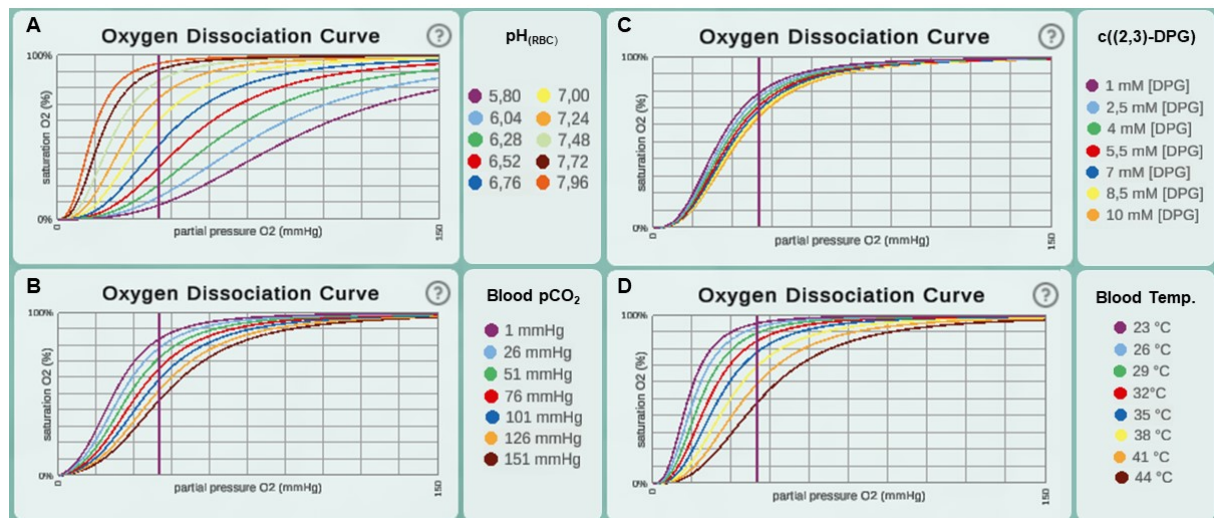 A
Oxygen Dissociation Curve
?
100%
saturation O2 (%)
0%
0
partial pressure O2 (mmHg)
150
pH(RBC)
5,80
7,00
6,04
7,24
6,28
7,48
6,52
7,72
6,76
7,96
C
Oxygen Dissociation Curve
?
100%
saturation O2 (%)
0%
0
partial pressure O2 (mmHg)
150
c((2,3)-DPG)
1 mM [DPG]
2,5 mM [DPG]
4 mM [DPG]
5,5 mM [DPG]
7 mM [DPG]
8,5 mM [DPG]
10 mM [DPG]
B
Oxygen Dissociation Curve
?
100%
saturation O2 (%)
0%
0
partial pressure O2 (mmHg)
150
Blood pCO₂
1 mmHg
26 mmHg
51 mmHg
76 mmHg
101 mmHg
126 mmHg
151 mmHg
D
Oxygen Dissociation Curve
?
100%
saturation O2 (%)
0%
0
partial pressure O2 (mmHg)
150
Blood Temp.
23 °C
26 °C
29 °C
32°C
35 °C
38 °C
41 °C
44 °C